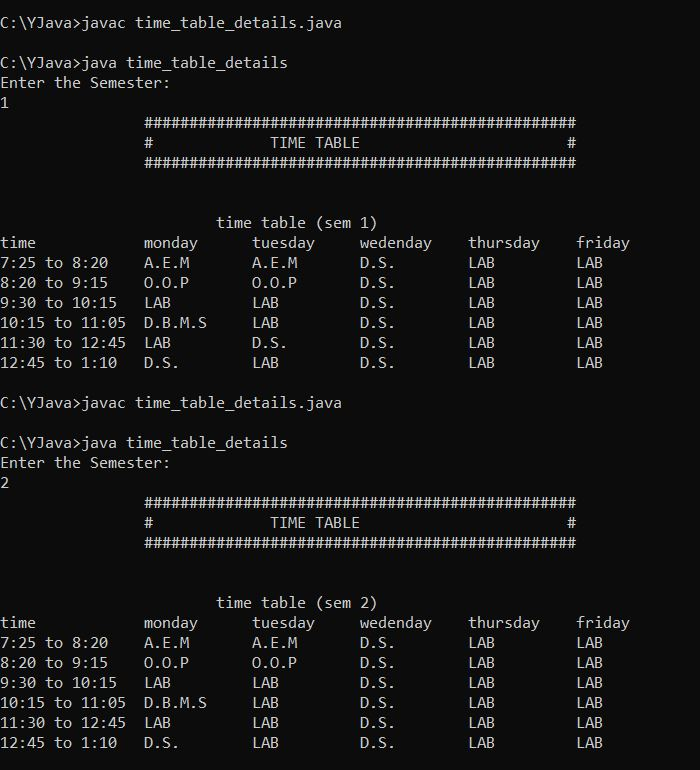 C:\YJava>javac time_table_details.java
C:\YJava>java time_table_details
Enter the Semester:
1
################################################
#             TIME TABLE                       #
################################################
time table (sem 1)
time            monday      tuesday     wedenday    thursday    friday
7:25 to 8:20    A.E.M       A.E.M       D.S.        LAB         LAB
8:20 to 9:15    O.O.P       O.O.P       D.S.        LAB         LAB
9:30 to 10:15   LAB         LAB         D.S.        LAB         LAB
10:15 to 11:05  D.B.M.S     LAB         D.S.        LAB         LAB
11:30 to 12:45  LAB         D.S.        D.S.        LAB         LAB
12:45 to 1:10   D.S.        LAB         D.S.        LAB         LAB
C:\YJava>javac time_table_details.java
C:\YJava>java time_table_details
Enter the Semester:
2
################################################
#             TIME TABLE                       #
################################################
time table (sem 2)
time            monday      tuesday     wedenday    thursday    friday
7:25 to 8:20    A.E.M       A.E.M       D.S.        LAB         LAB
8:20 to 9:15    O.O.P       O.O.P       D.S.        LAB         LAB
9:30 to 10:15   LAB         LAB         D.S.        LAB         LAB
10:15 to 11:05  D.B.M.S     LAB         D.S.        LAB         LAB
11:30 to 12:45  LAB         LAB         D.S.        LAB         LAB
12:45 to 1:10   D.S.        LAB         D.S.        LAB         LAB